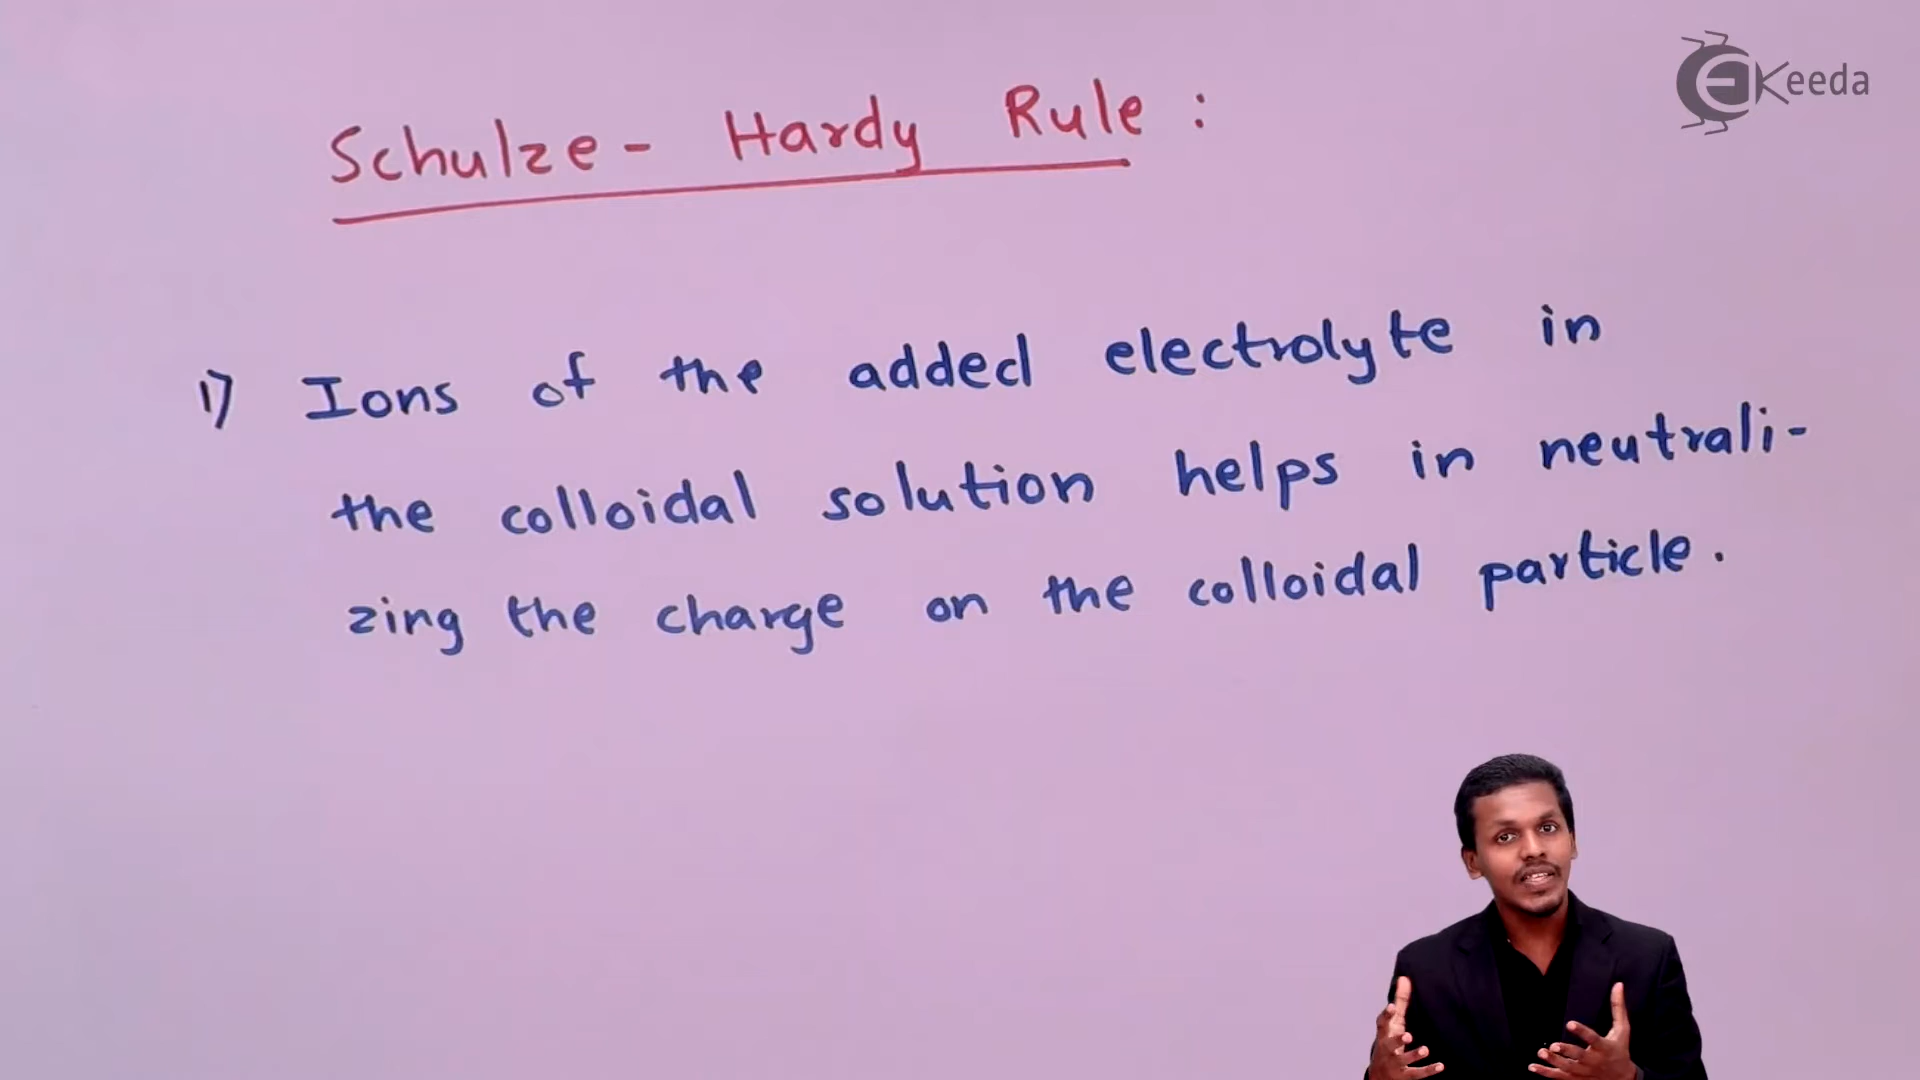 EKeeda
Schulze - Hardy Rule :
1) Ions of the added electrolyte in
the colloidal solution helps in neutrali-
zing the charge on the colloidal particle.